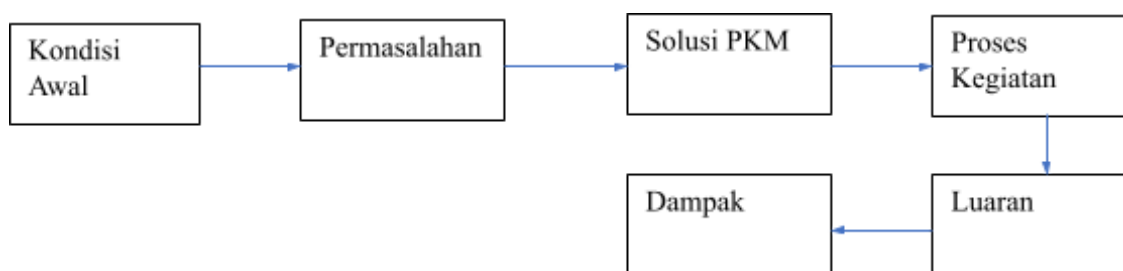 Kondisi
Awal
Permasalahan
Solusi PKM
Proses
Kegiatan
Luaran
Dampak